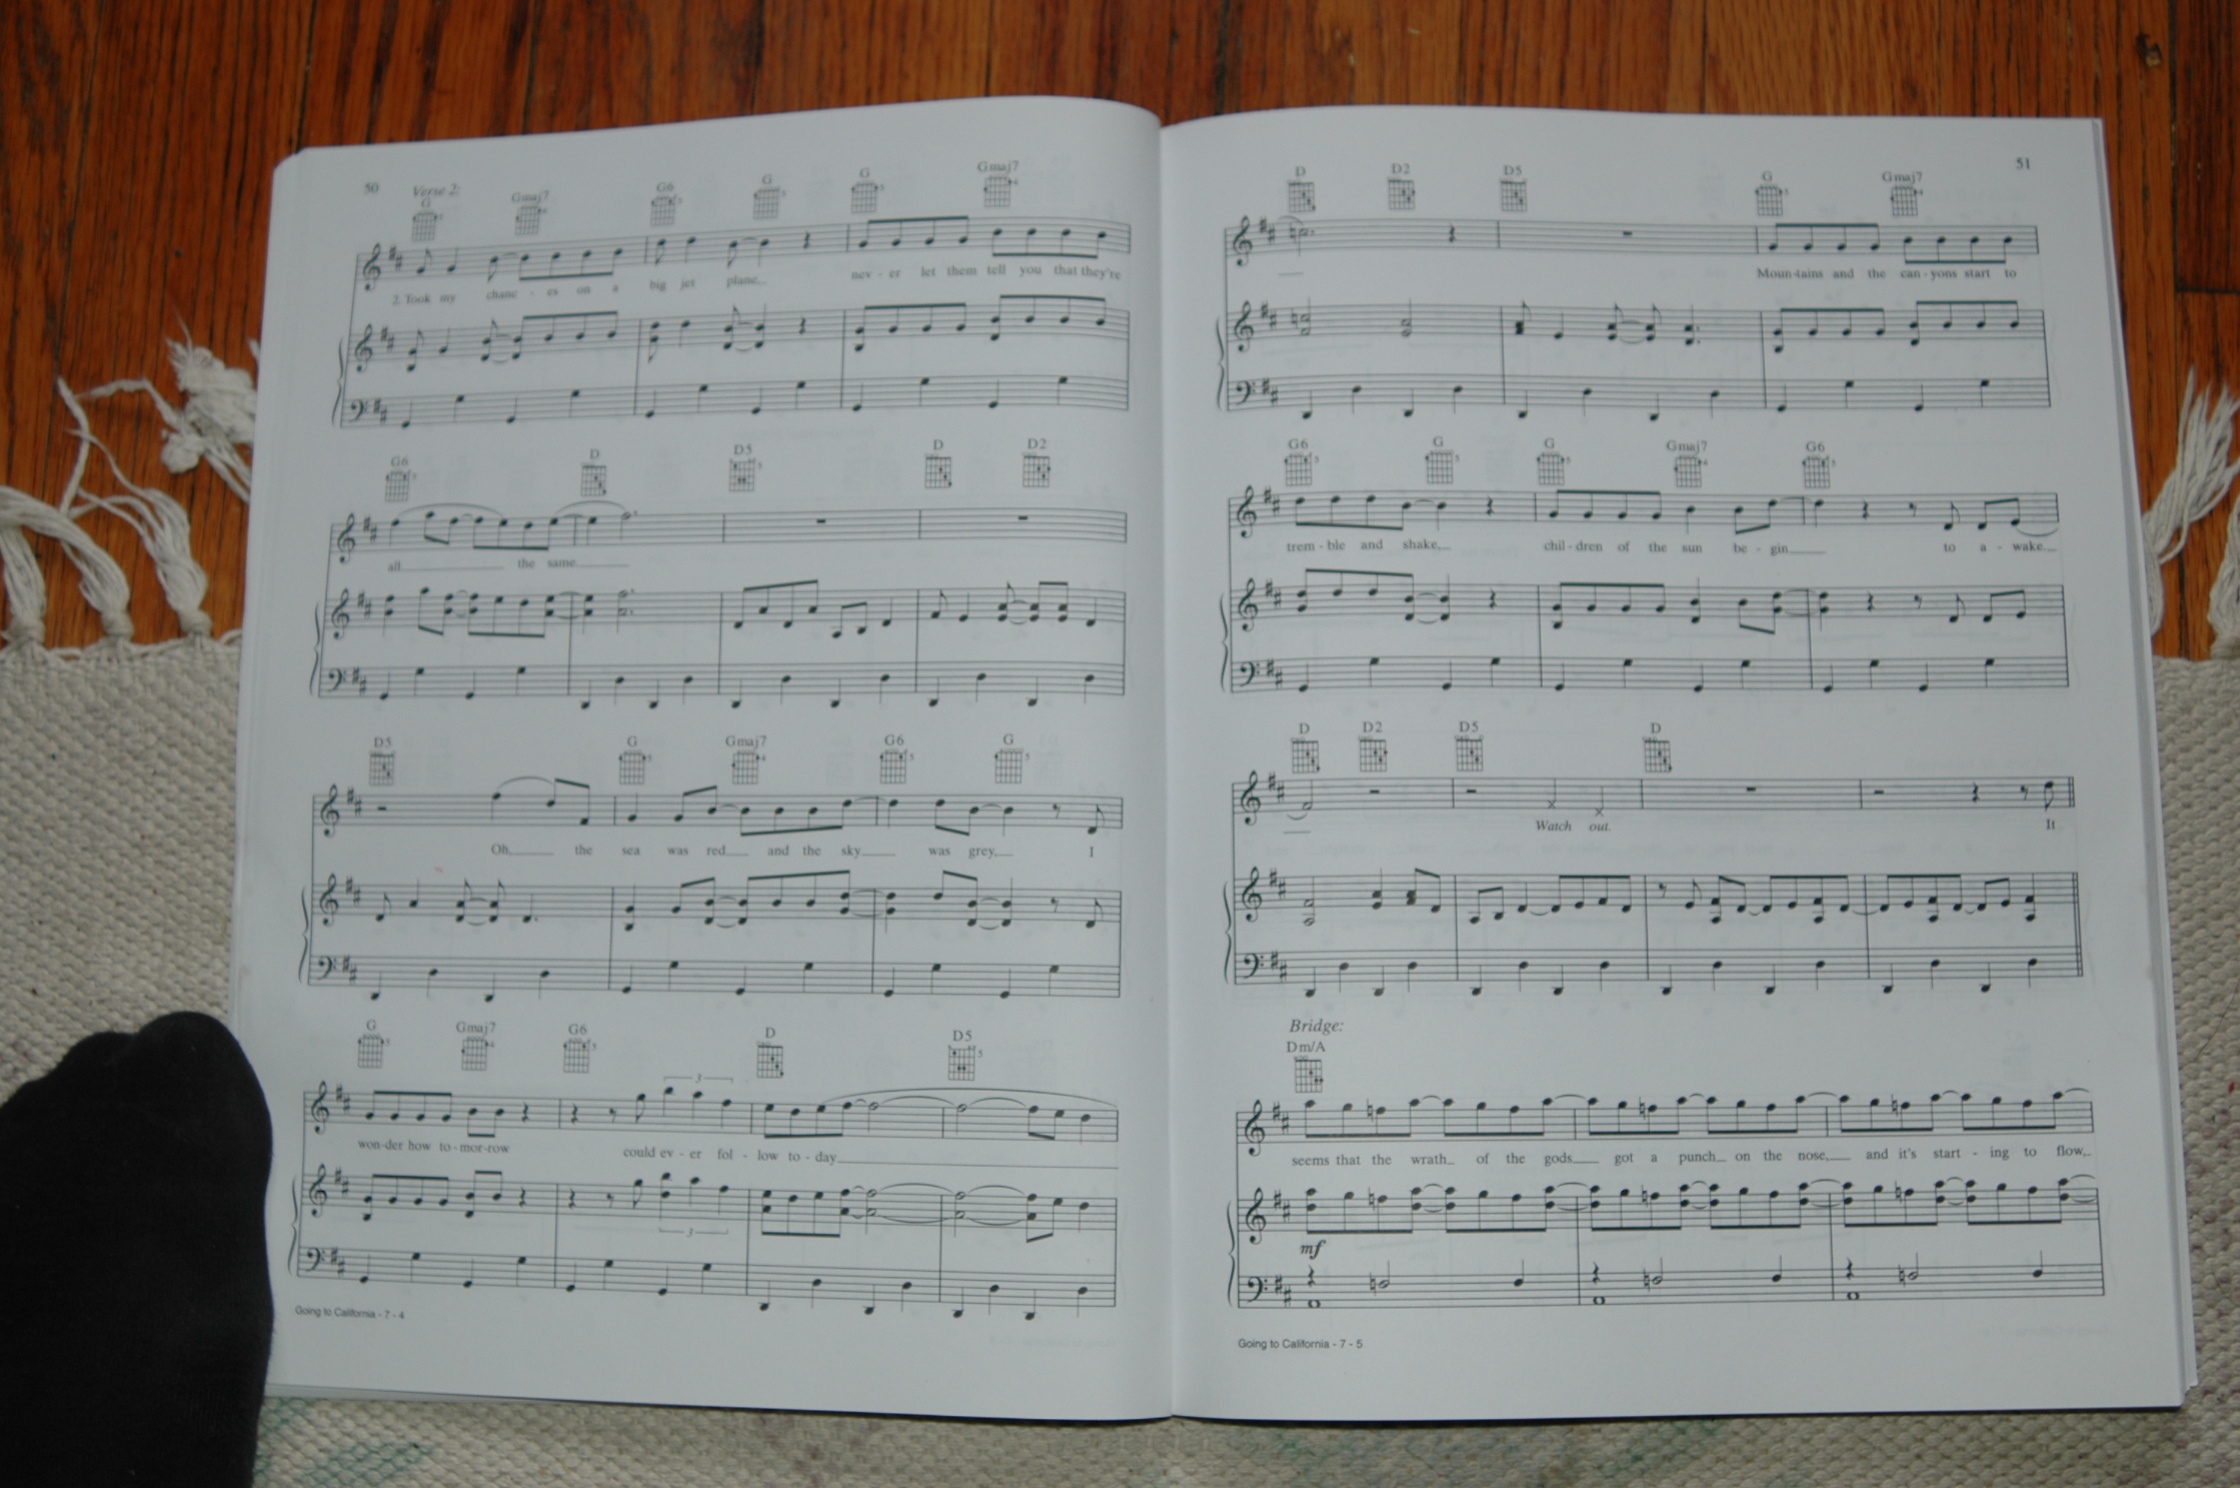 50
Verse 2:
G Gmaj7 G6 G G Gmaj7
2. Took my chanc - es on a big jet plane, nev - er let them tell you that they're
G6 D D5 D D2
all the same.
D5 G Gmaj7 G6 G
Oh, the sea was red and the sky was grey, I
G Gmaj7 G6 D D5
3
won-der how to-mor-row could ev - er fol - low to - day.
3
Going to California - 7 - 4
51
D D2 D5 G Gmaj7
Moun-tains and the can - yons start to
G6 G G Gmaj7 G6
trem - ble and shake, chil - dren of the sun be - gin to a - wake.
D D2 D5 D
Watch out. It
Bridge:
Dm/A
seems that the wrath of the gods got a punch on the nose, and it's start - ing to flow,
mf
Going to California - 7 - 5